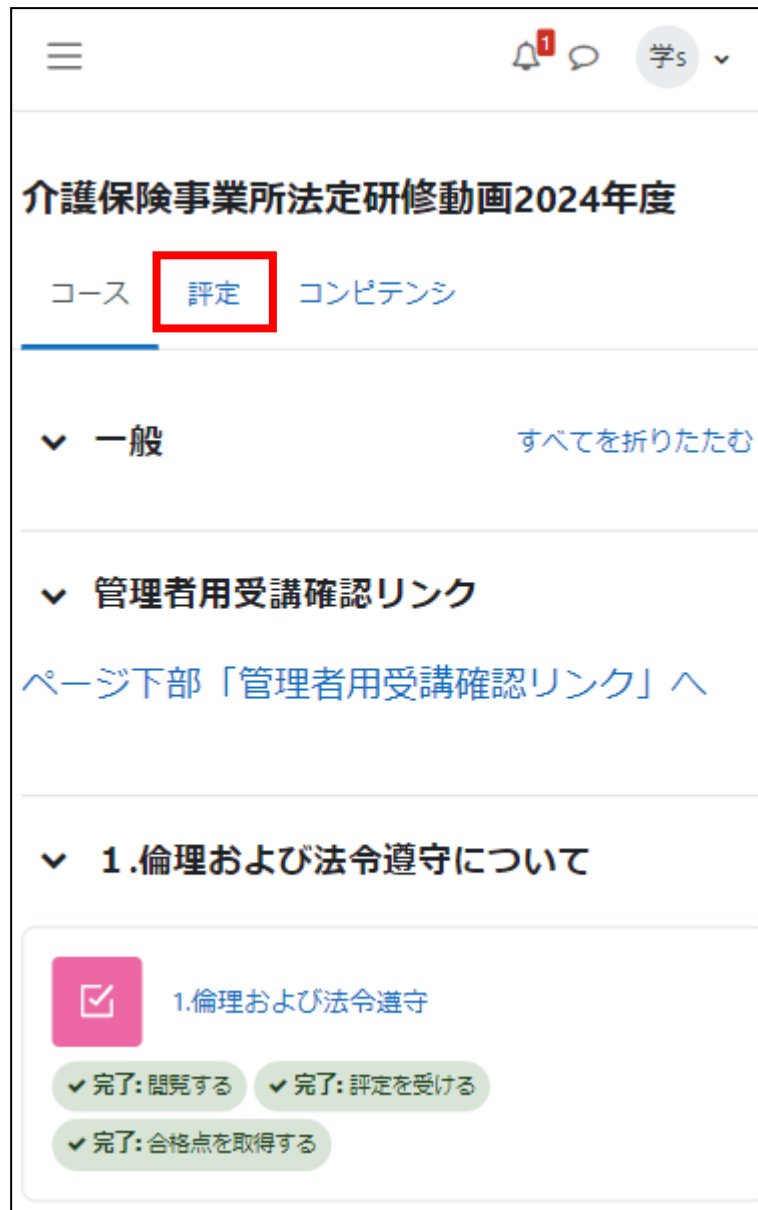 1
学s
介護保険事業所法定研修動画2024年度
コース 評定 コンピテンシ
一般 すべてを折りたたむ
管理者用受講確認リンク
ページ下部「管理者用受講確認リンク」へ
１.倫理および法令遵守について
1.倫理および法令遵守
完了: 閲覧する 完了: 評定を受ける
完了: 合格点を取得する